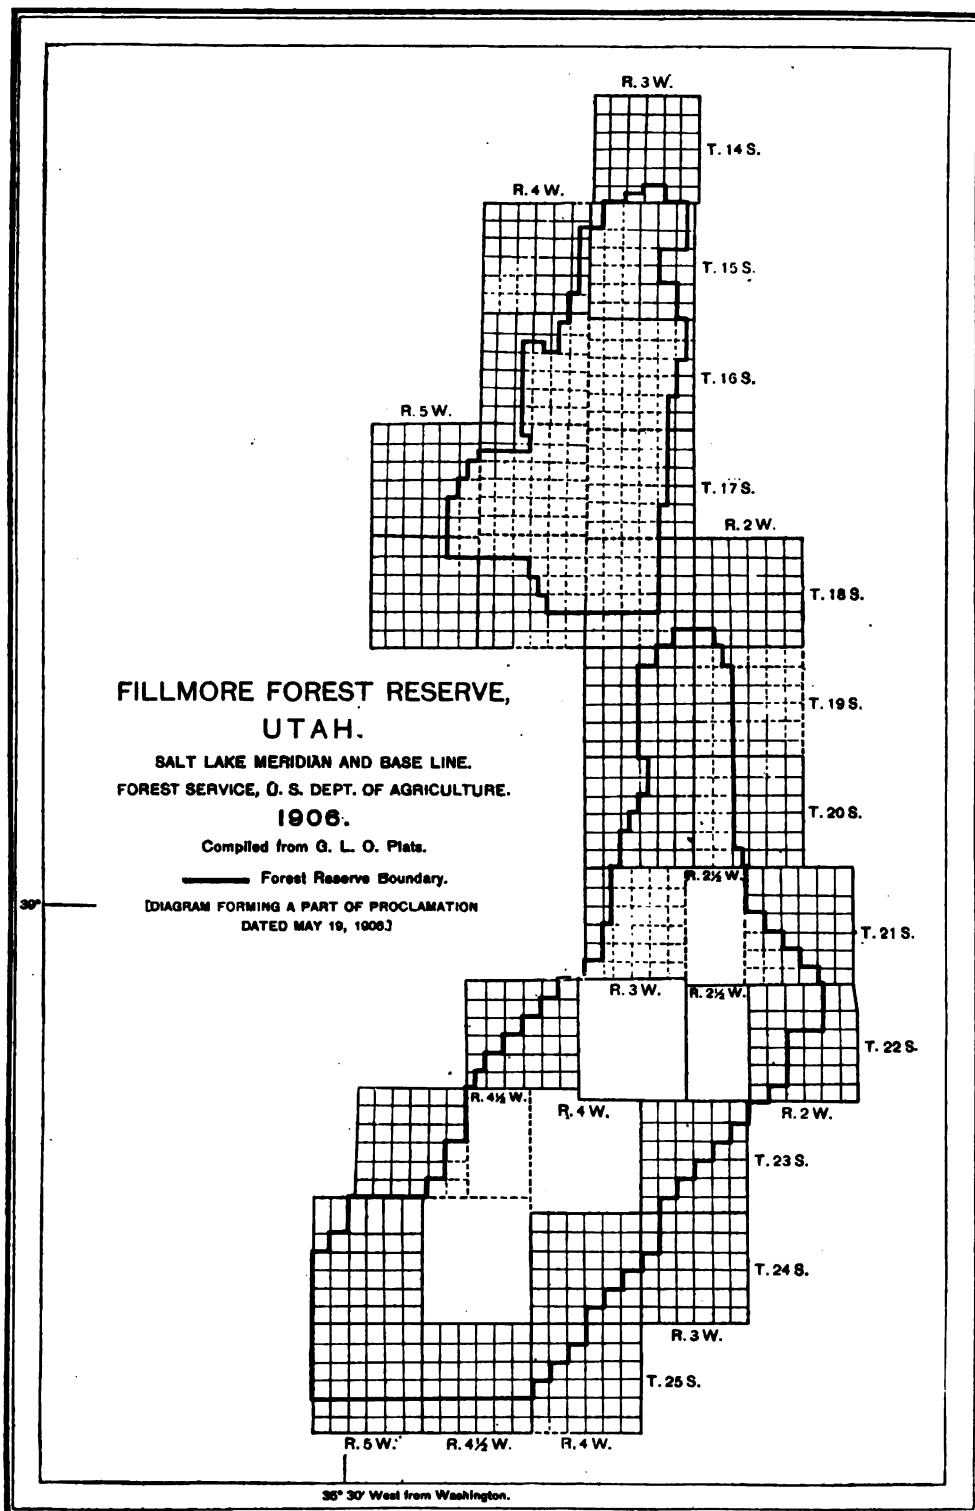 R. 3 W.
T. 14 S.
R. 4 W.
T. 15 S.
T. 16 S.
R. 5 W.
T. 17 S.
R. 2 W.
T. 18 S.
FILLMORE FOREST RESERVE,
UTAH.
SALT LAKE MERIDIAN AND BASE LINE.
FOREST SERVICE, U. S. DEPT. OF AGRICULTURE.
1906.
Compiled from G. L. O. Plats.
Forest Reserve Boundary.
[DIAGRAM FORMING A PART OF PROCLAMATION
DATED MAY 19, 1906.]
T. 19 S.
T. 20 S.
R. 2½ W.
39°
T. 21 S.
R. 3 W.
R. 2½ W.
T. 22 S.
R. 4½ W.
R. 4 W.
R. 2 W.
T. 23 S.
T. 24 S.
R. 3 W.
T. 25 S.
R. 5 W.
R. 4½ W.
R. 4 W.
35° 30' West from Washington.